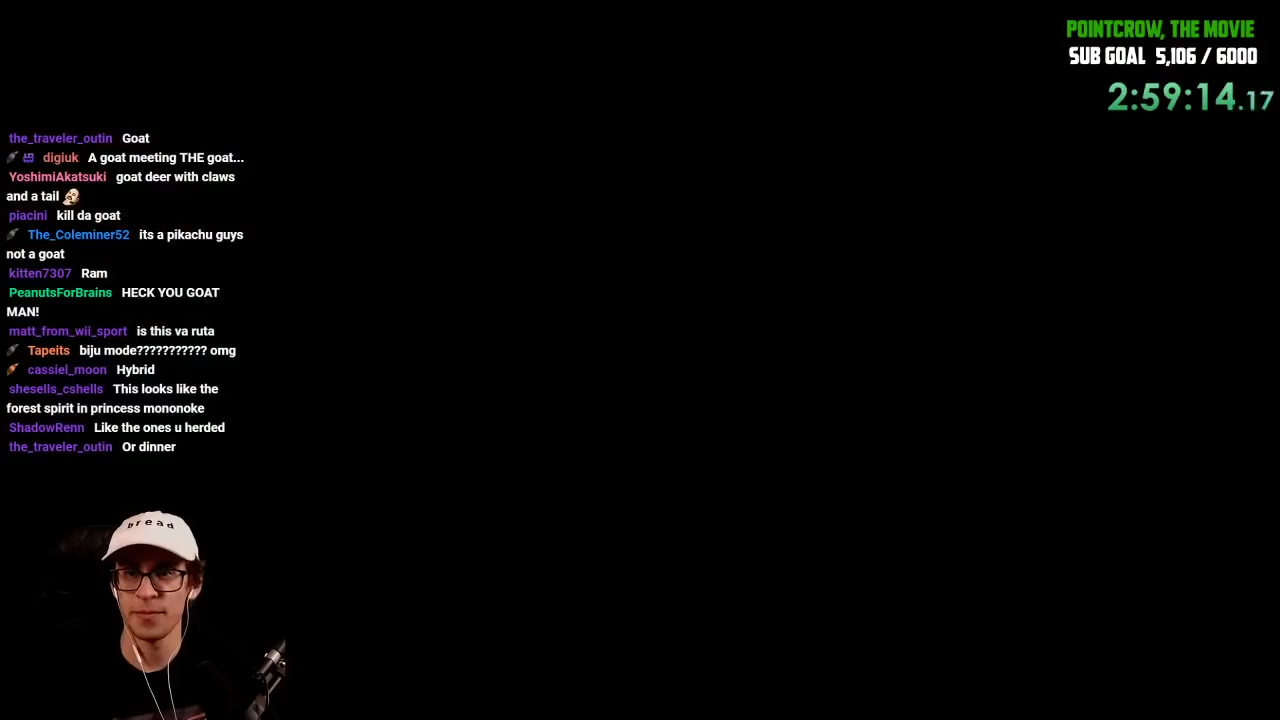 POINTCROW, THE MOVIE
SUB GOAL 5,106 / 6000
2:59:14.17
the_traveler_outin Goat
digiuk A goat meeting THE goat...
YoshimiAkatsuki goat deer with claws
and a tail
piacini kill da goat
The_Coleminer52 its a pikachu guys
not a goat
kitten7307 Ram
PeanutsForBrains HECK YOU GOAT
MAN!
matt_from_wii_sport is this va ruta
Tapeits biju mode??????????? omg
cassiel_moon Hybrid
shesells_cshells This looks like the
forest spirit in princess mononoke
ShadowRenn Like the ones u herded
the_traveler_outin Or dinner
bread